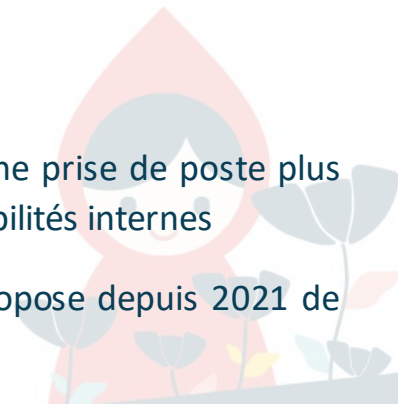 ne prise de poste plus
bilités internes
opose depuis 2021 de